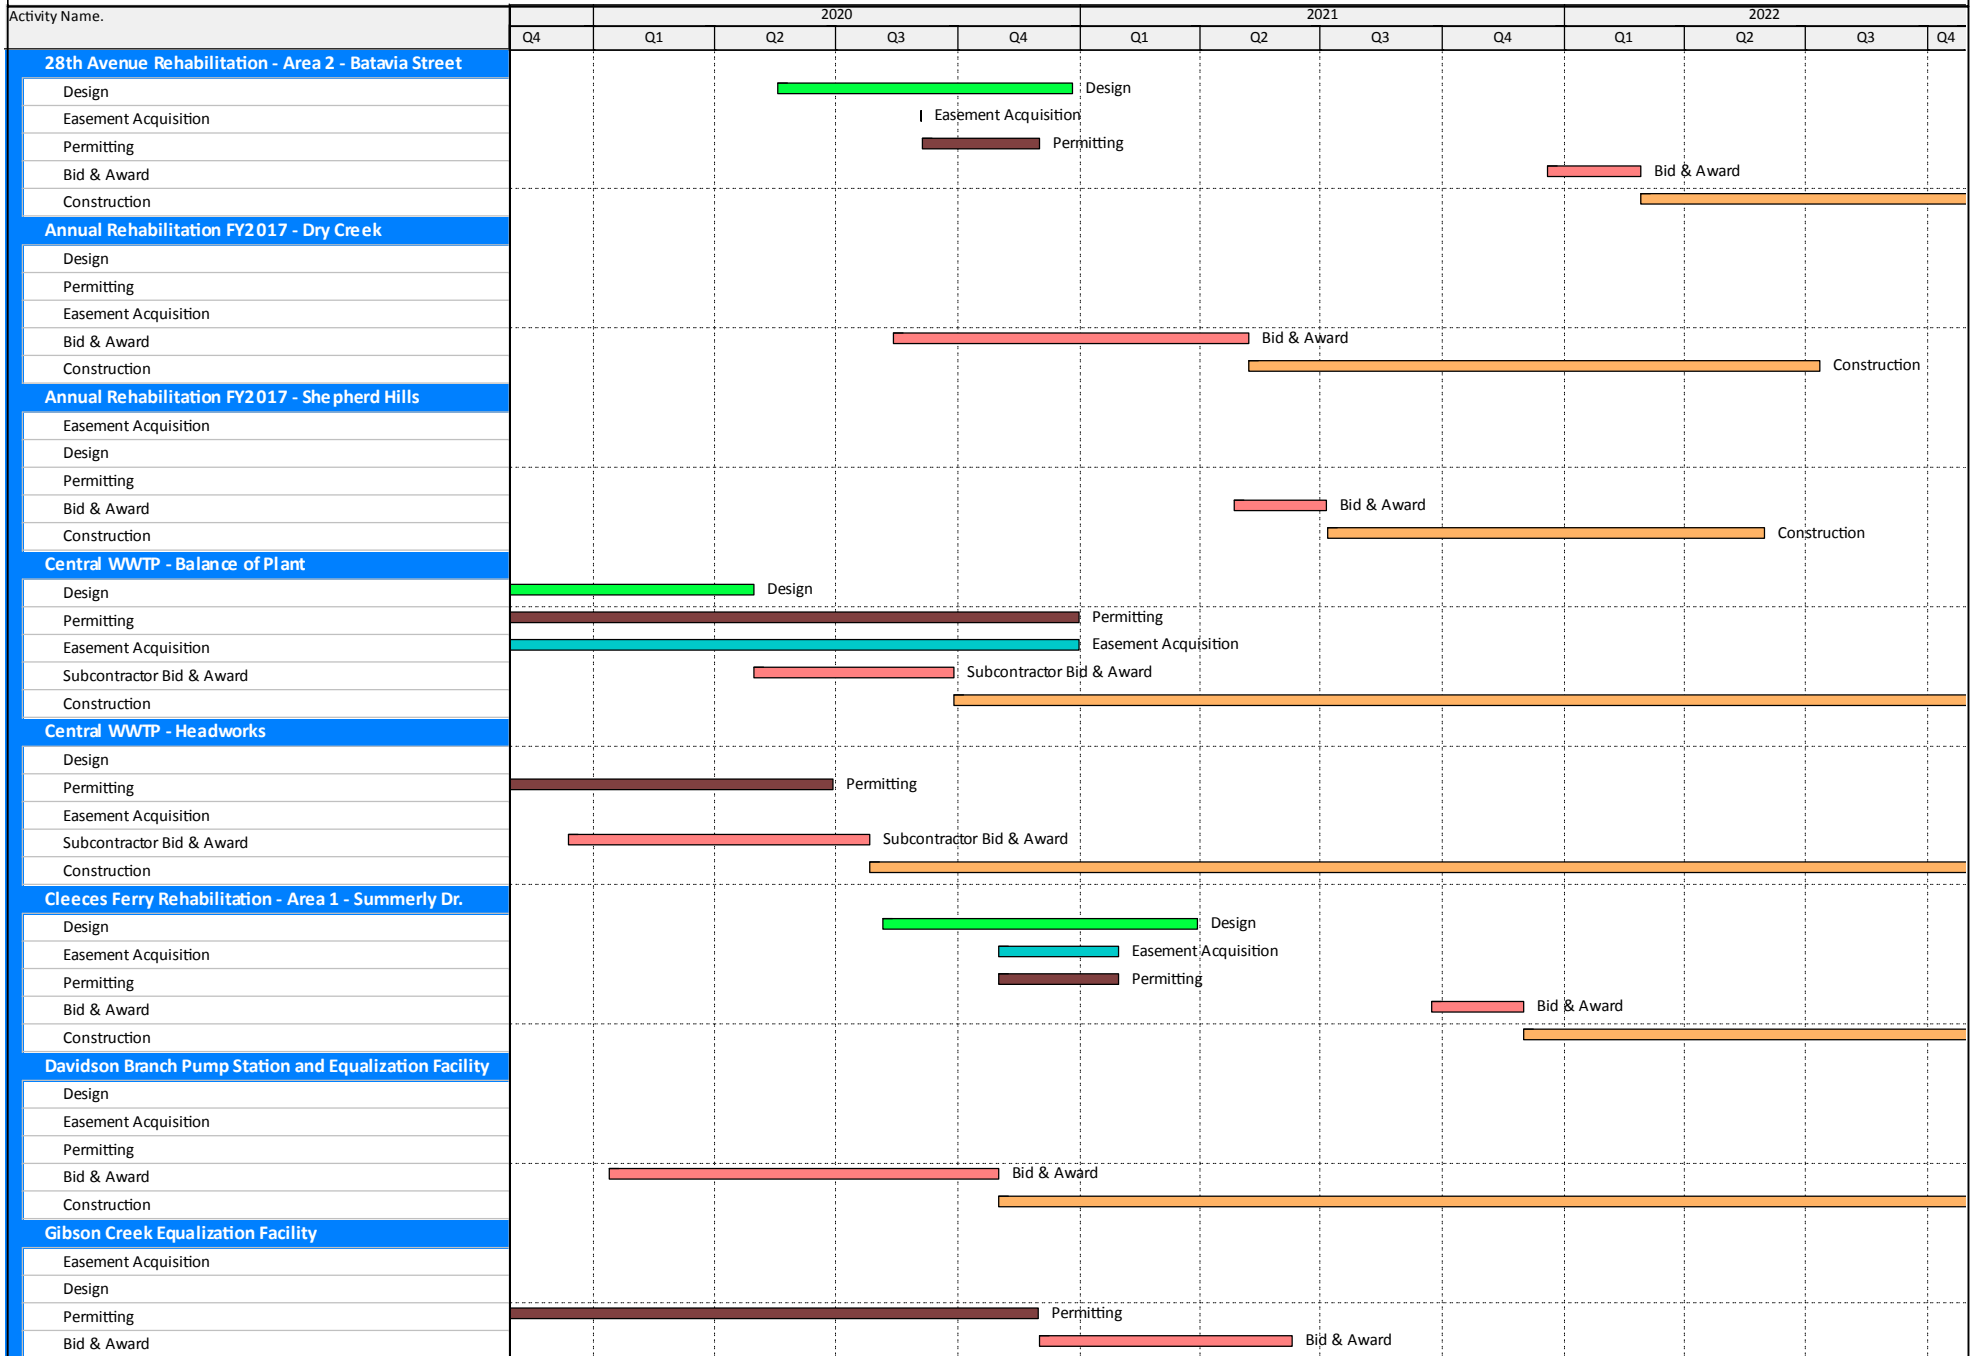 Activity Name.
2020 2021 2022
Q4 Q1 Q2 Q3 Q4 Q1 Q2 Q3 Q4 Q1 Q2 Q3 Q4
28th Avenue Rehabilitation - Area 2 - Batavia Street
Design Design
Easement Acquisition Easement Acquisition
Permitting Permitting
Bid & Award Bid & Award
Construction
Annual Rehabilitation FY2017 - Dry Creek
Design
Permitting
Easement Acquisition
Bid & Award Bid & Award
Construction Construction
Annual Rehabilitation FY2017 - Shepherd Hills
Easement Acquisition
Design
Permitting
Bid & Award Bid & Award
Construction Construction
Central WWTP - Balance of Plant
Design Design
Permitting Permitting
Easement Acquisition Easement Acquisition
Subcontractor Bid & Award Subcontractor Bid & Award
Construction
Central WWTP - Headworks
Design
Permitting Permitting
Easement Acquisition
Subcontractor Bid & Award Subcontractor Bid & Award
Construction
Cleeces Ferry Rehabilitation - Area 1 - Summerly Dr.
Design Design
Easement Acquisition Easement Acquisition
Permitting Permitting
Bid & Award Bid & Award
Construction
Davidson Branch Pump Station and Equalization Facility
Design
Easement Acquisition
Permitting
Bid & Award Bid & Award
Construction
Gibson Creek Equalization Facility
Easement Acquisition
Design
Permitting Permitting
Bid & Award Bid & Award